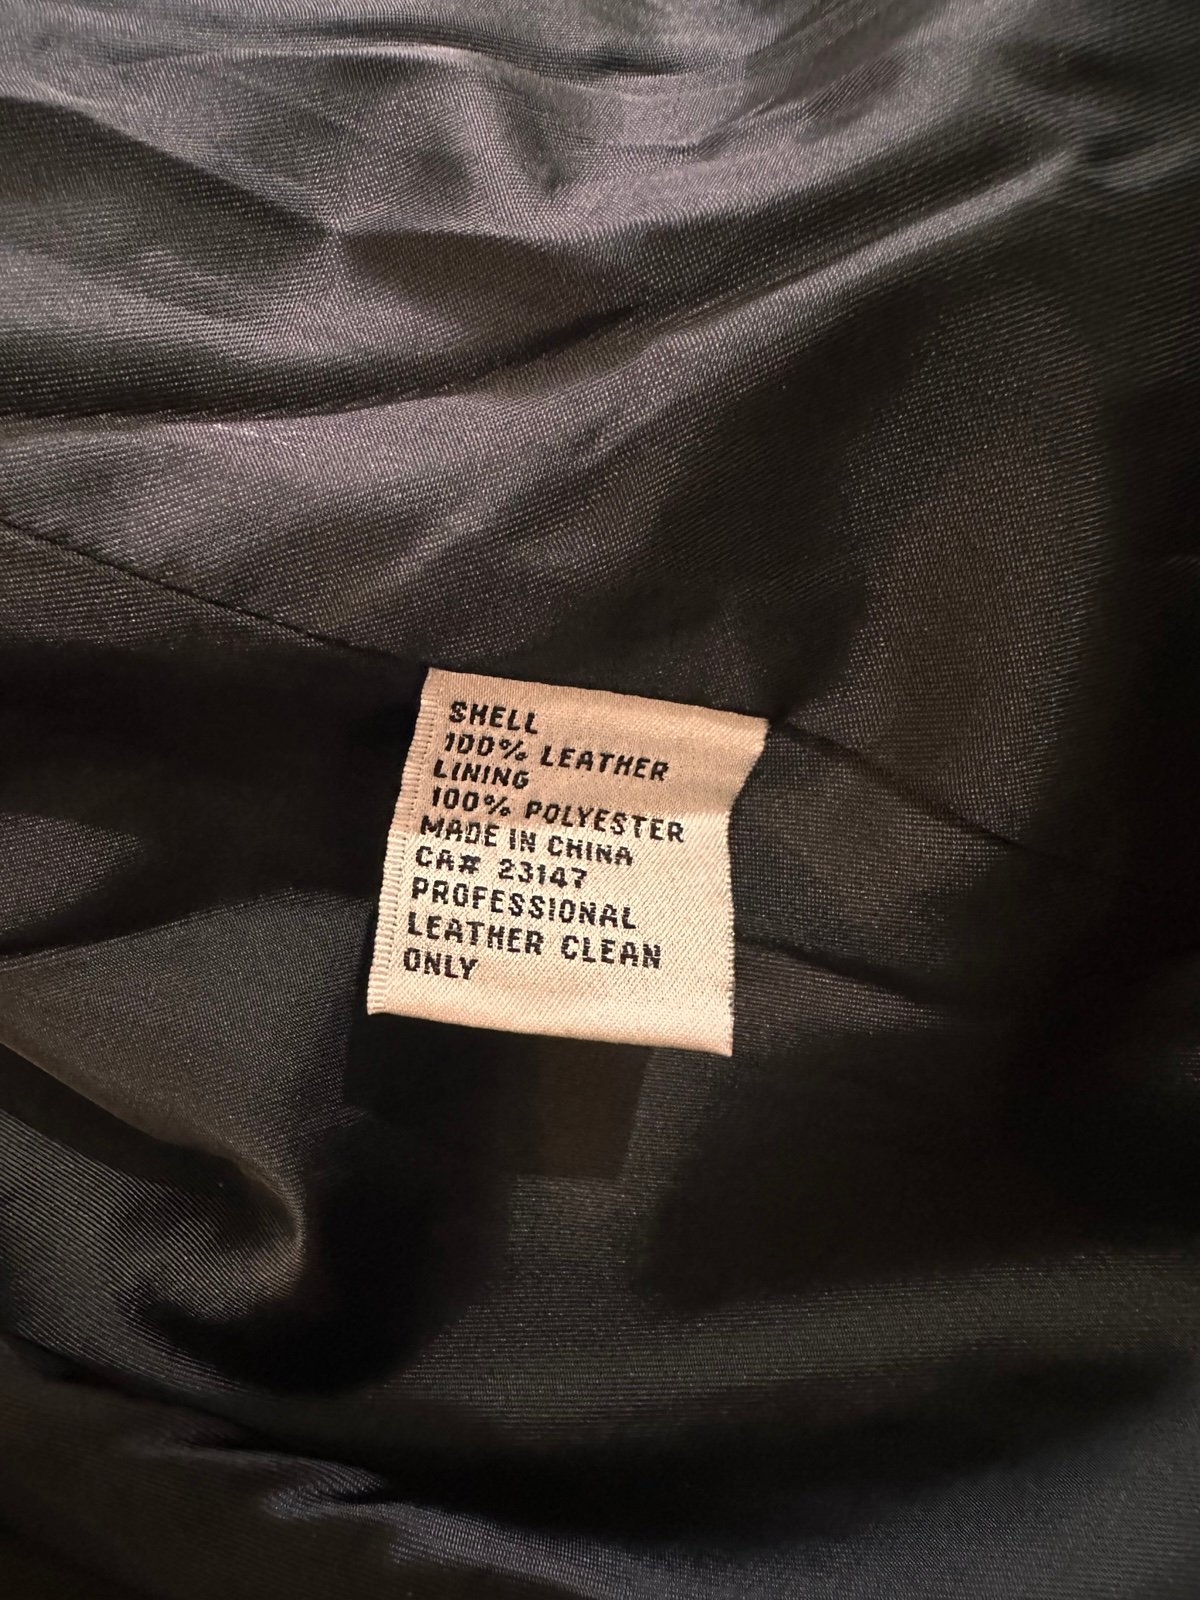 SHELL
100% LEATHER
LINING
100% POLYESTER
MADE IN CHINA
CA# 23147
PROFESSIONAL
LEATHER CLEAN
ONLY